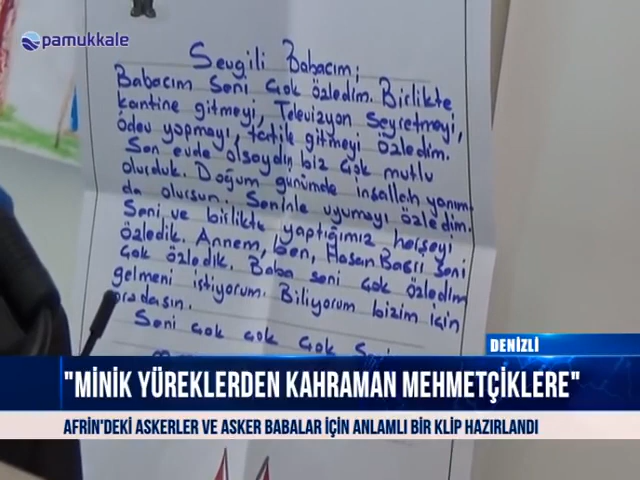 pamukkale
Sevgili Babacım;
Babacım seni çok özledim. Birlikte
kantine gitmeyi, Televizyon seyretmeyi,
ödev yapmayı, tatile gitmeyi özledim.
Sen evde olsaydın biz çok mutlu
olurduk. Doğum günümde inşallah yanım-
da olursun. Seninle uyumayı özledim.
Seni ve birlikte yaptığımız herşeyi
özledik. Annem, ben, Hasan Basri seni
çok özledik. Baba seni çok özledim
gelmeni istiyorum. Biliyorum bizim için
oradasın.
Seni çok çok çok
DENİZLİ
"MİNİK YÜREKLERDEN KAHRAMAN MEHMETÇİKLERE"
AFRİN'DEKİ ASKERLER VE ASKER BABALAR İÇİN ANLAMLI BİR KLİP HAZIRLANDI